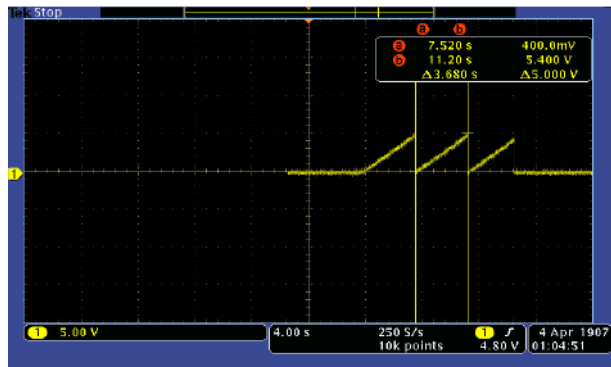 Tek Stop
a b
a 7.520 s 400.0mV
b 11.20 s 5.400 V
Δ3.680 s Δ5.000 V
1
1 5.00 V
4.00 s 250 S/s 1 ƒ
10k points 4.80 V
4 Apr 1907
01:04:51